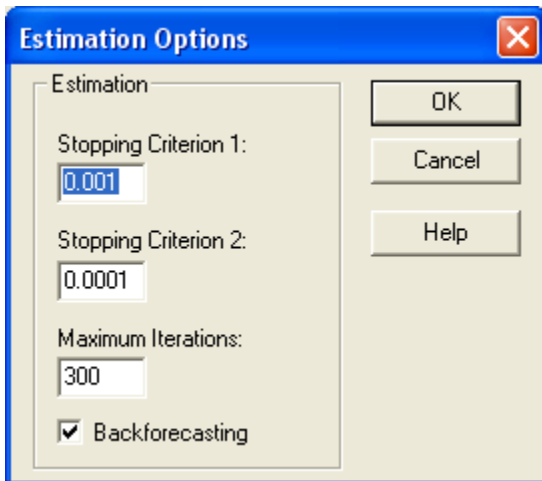 Estimation Options
Estimation
Stopping Criterion 1:
0.001
Stopping Criterion 2:
0.0001
Maximum Iterations:
300
Backforecasting
OK
Cancel
Help